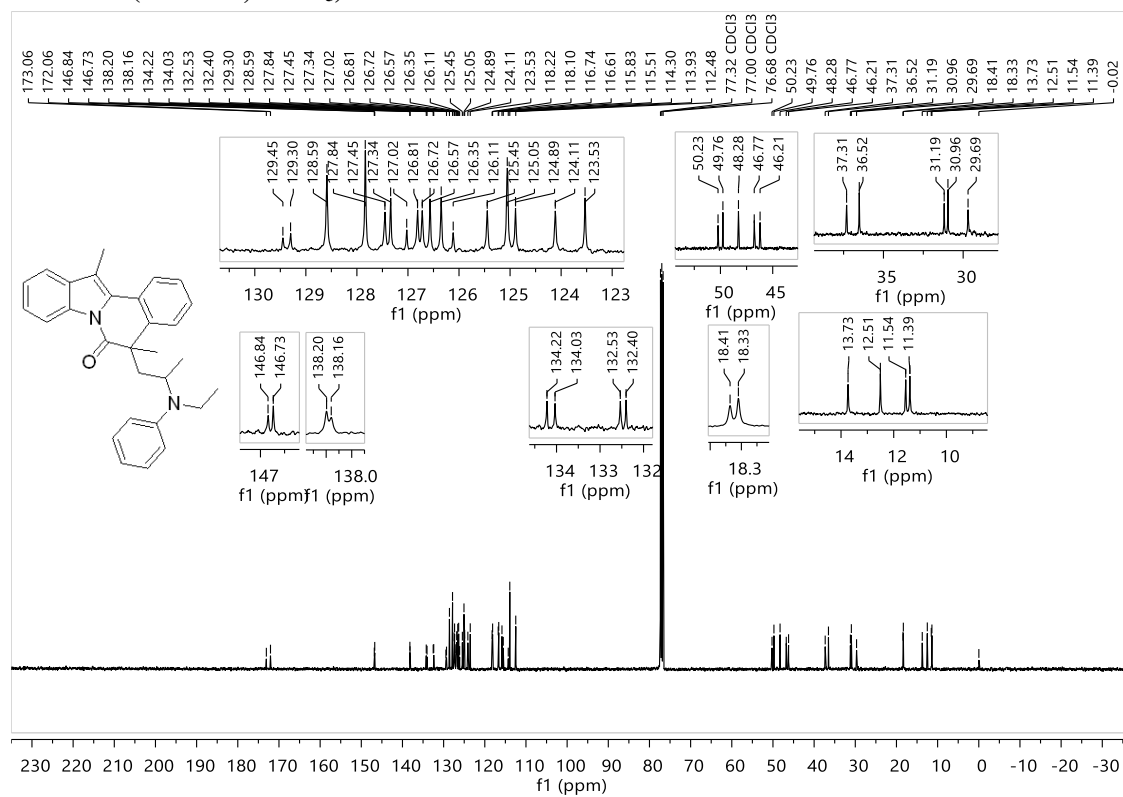 173.06 172.06 146.84 146.73 138.20 138.16 134.22 134.03 132.53 132.40 129.30 128.59 127.84 127.45 127.34 127.02 126.81 126.72 126.57 126.35 126.11 125.45 125.05 124.89 124.11 123.53 118.22 118.10 116.74 116.61 115.83 115.51 114.30 113.93 112.48 77.32 CDCl3 77.00 CDCl3 76.68 CDCl3 50.23 49.76 48.28 46.77 46.21 37.31 36.52 31.19 30.96 29.69 18.41 18.33 13.73 12.51 11.54 11.39 -0.02
129.45 129.30 128.59 127.84 127.45 127.34 127.02 126.81 126.72 126.57 126.35 126.11 125.45 125.05 124.89 124.11 123.53
130 129 128 127 126 125 124 123
f1 (ppm)
50.23 49.76 48.28 46.77 46.21
50 45
f1 (ppm)
37.31 36.52 31.19 30.96 29.69
35 30
f1 (ppm)
N
O
N
146.84 146.73
147
f1 (ppm)
138.20 138.16
138.0
f1 (ppm)
134.22 134.03 132.53 132.40
134 133 132
f1 (ppm)
18.41 18.33
18.3
f1 (ppm)
13.73 12.51 11.54 11.39
14 12 10
f1 (ppm)
230 220 210 200 190 180 170 160 150 140 130 120 110 100 90 80 70 60 50 40 30 20 10 0 -10 -20 -30
f1 (ppm)